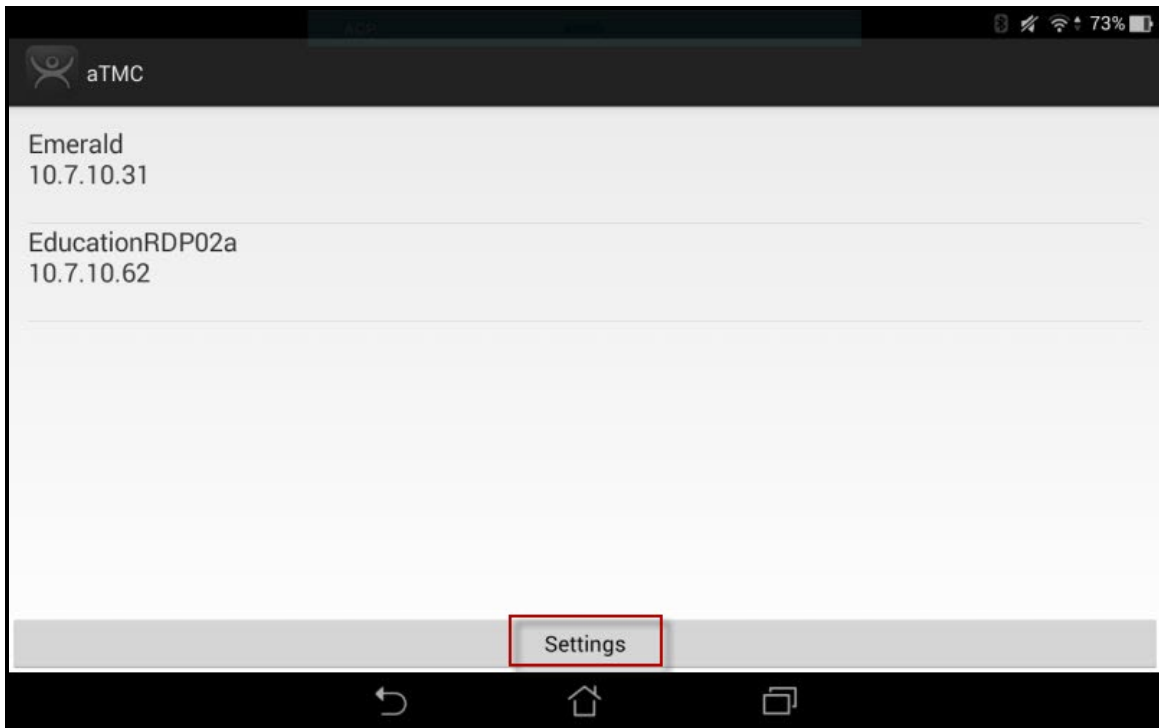 73%
aTMC
Emerald
10.7.10.31
EducationRDP02a
10.7.10.62
Settings